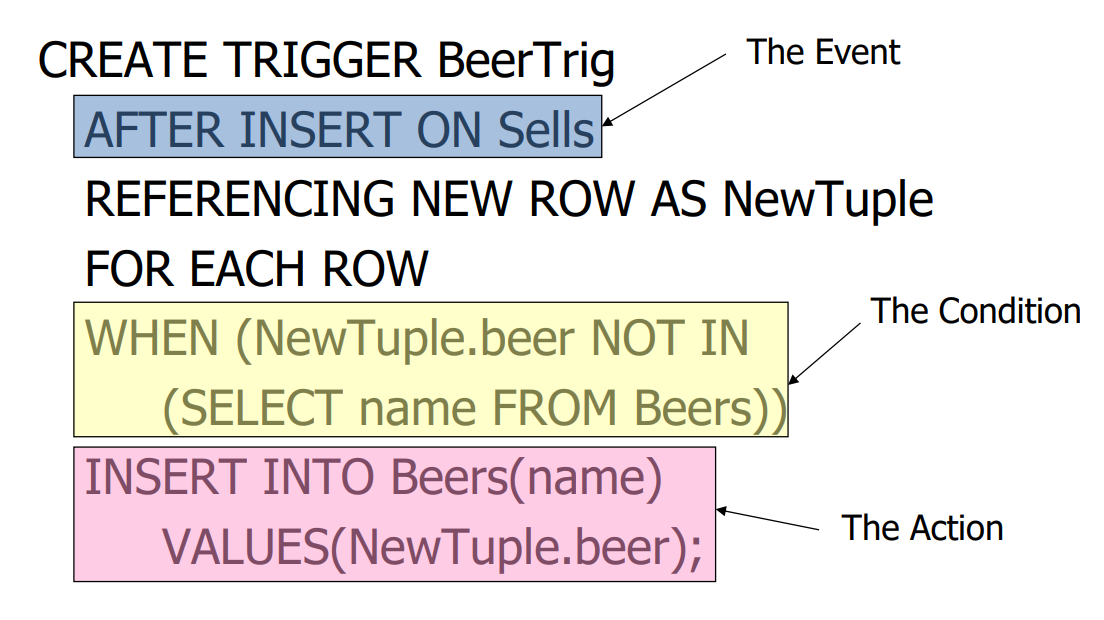 CREATE TRIGGER BeerTrig
The Event
AFTER INSERT ON Sells
REFERENCING NEW ROW AS NewTuple
FOR EACH ROW
The Condition
WHEN (NewTuple.beer NOT IN
(SELECT name FROM Beers))
INSERT INTO Beers(name)
The Action
VALUES(NewTuple.beer);